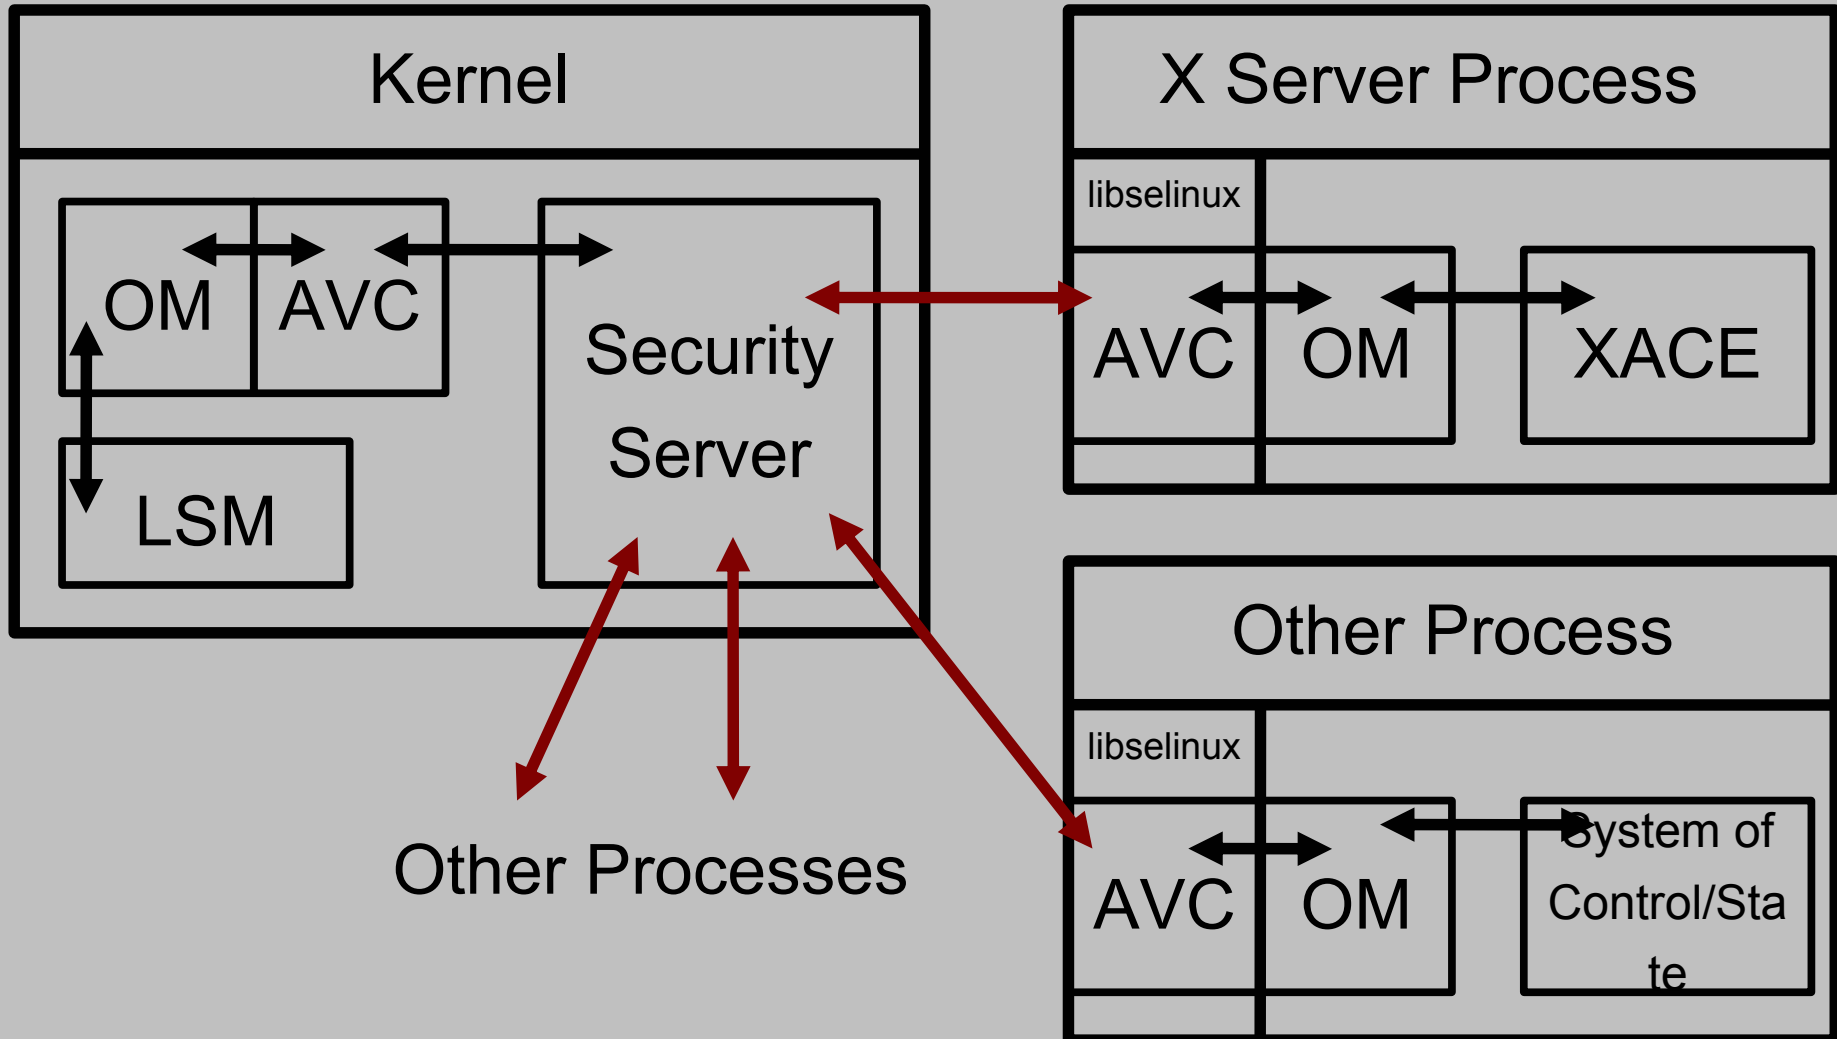 Kernel
OM
AVC
Security
Server
LSM
Other Processes
X Server Process
libselinux
AVC
OM
XACE
Other Process
libselinux
AVC
OM
System of
Control/Sta
te